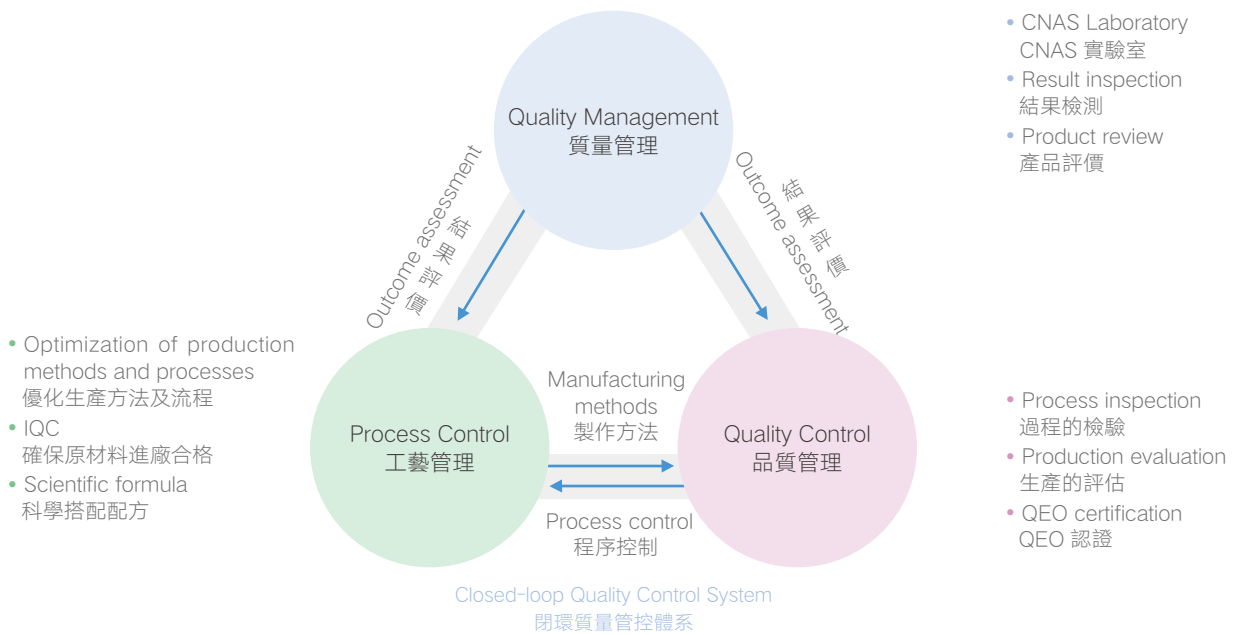 • CNAS Laboratory
CNAS 實驗室
• Result inspection
結果檢測
• Product review
產品評價
Quality Management
質量管理
Outcome assessment
結果評價
結果評價
Outcome assessment
• Optimization of production
methods and processes
優化生產方法及流程
• IQC
確保原材料進廠合格
• Scientific formula
科學搭配配方
Process Control
工藝管理
Manufacturing
methods
製作方法
Process control
程序控制
Quality Control
品質管理
• Process inspection
過程的檢驗
• Production evaluation
生產的評估
• QEO certification
QEO 認證
Closed-loop Quality Control System
閉環質量管控體系